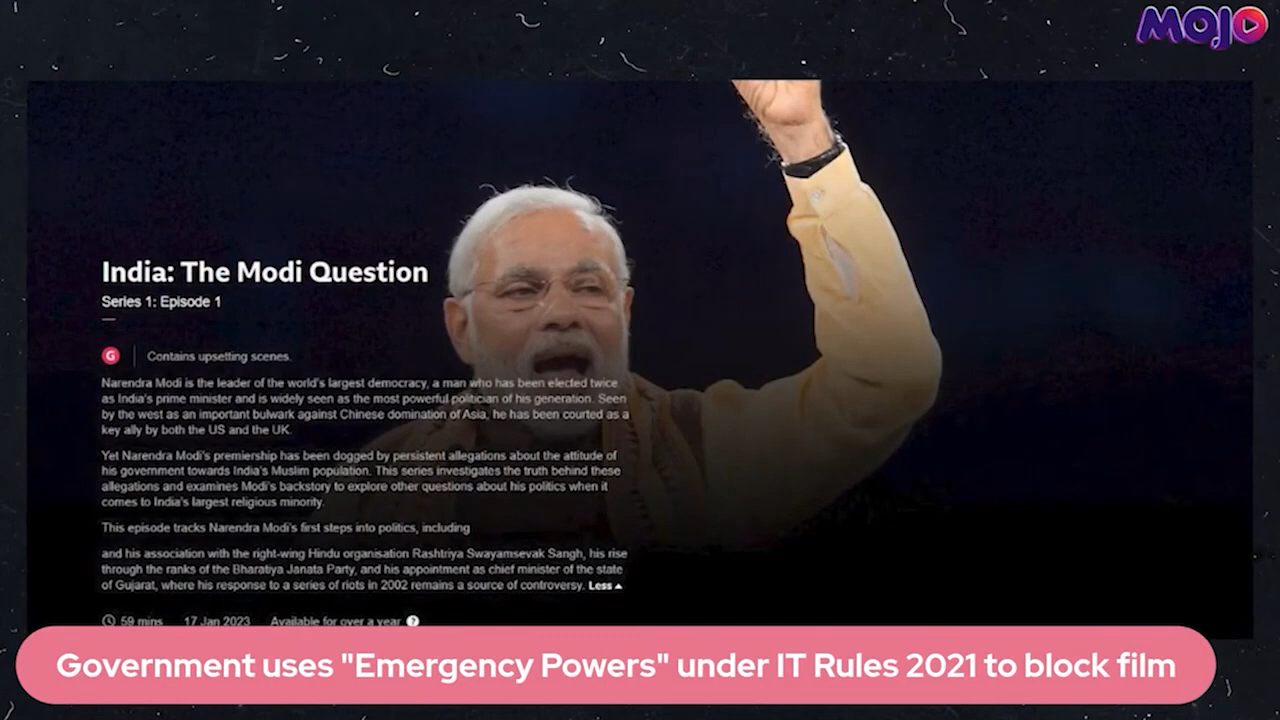 MOJO
India: The Modi Question
Series 1: Episode 1
G
Contains upsetting scenes.
Narendra Modi is the leader of the world's largest democracy, a man who has been elected twice
as India's prime minister and is widely seen as the most powerful politician of his generation. Seen
by the west as an important bulwark against Chinese domination of Asia, he has been courted as a
key ally by both the US and the UK.
Yet Narendra Modi's premiership has been dogged by persistent allegations about the attitude of
his government towards India's Muslim population. This series investigates the truth behind these
allegations and examines Modi's backstory to explore other questions about his politics when it
comes to India's largest religious minority.
This episode tracks Narendra Modi's first steps into politics, including
and his association with the right-wing Hindu organisation Rashtriya Swayamsevak Sangh, his rise
through the ranks of the Bharatiya Janata Party, and his appointment as chief minister of the state
of Gujarat, where his response to a series of riots in 2002 remains a source of controversy. Less
59 mins 17 Jan 2023 Available for over a year ?
Government uses "Emergency Powers" under IT Rules 2021 to block film